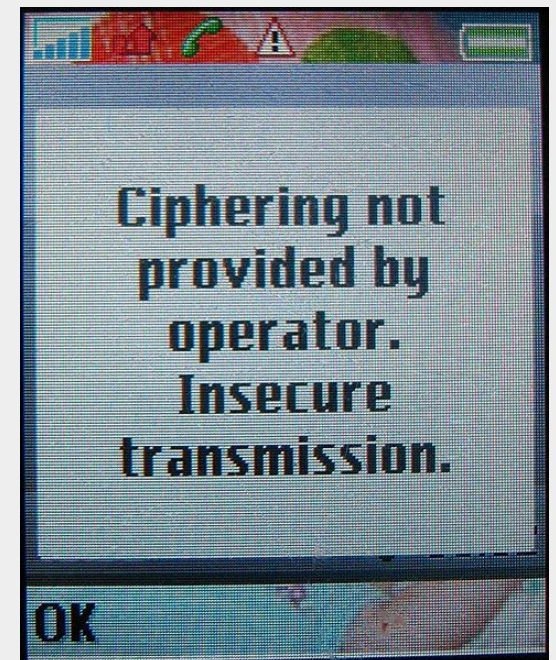 Ciphering not
provided by
operator.
Insecure
transmission.
OK